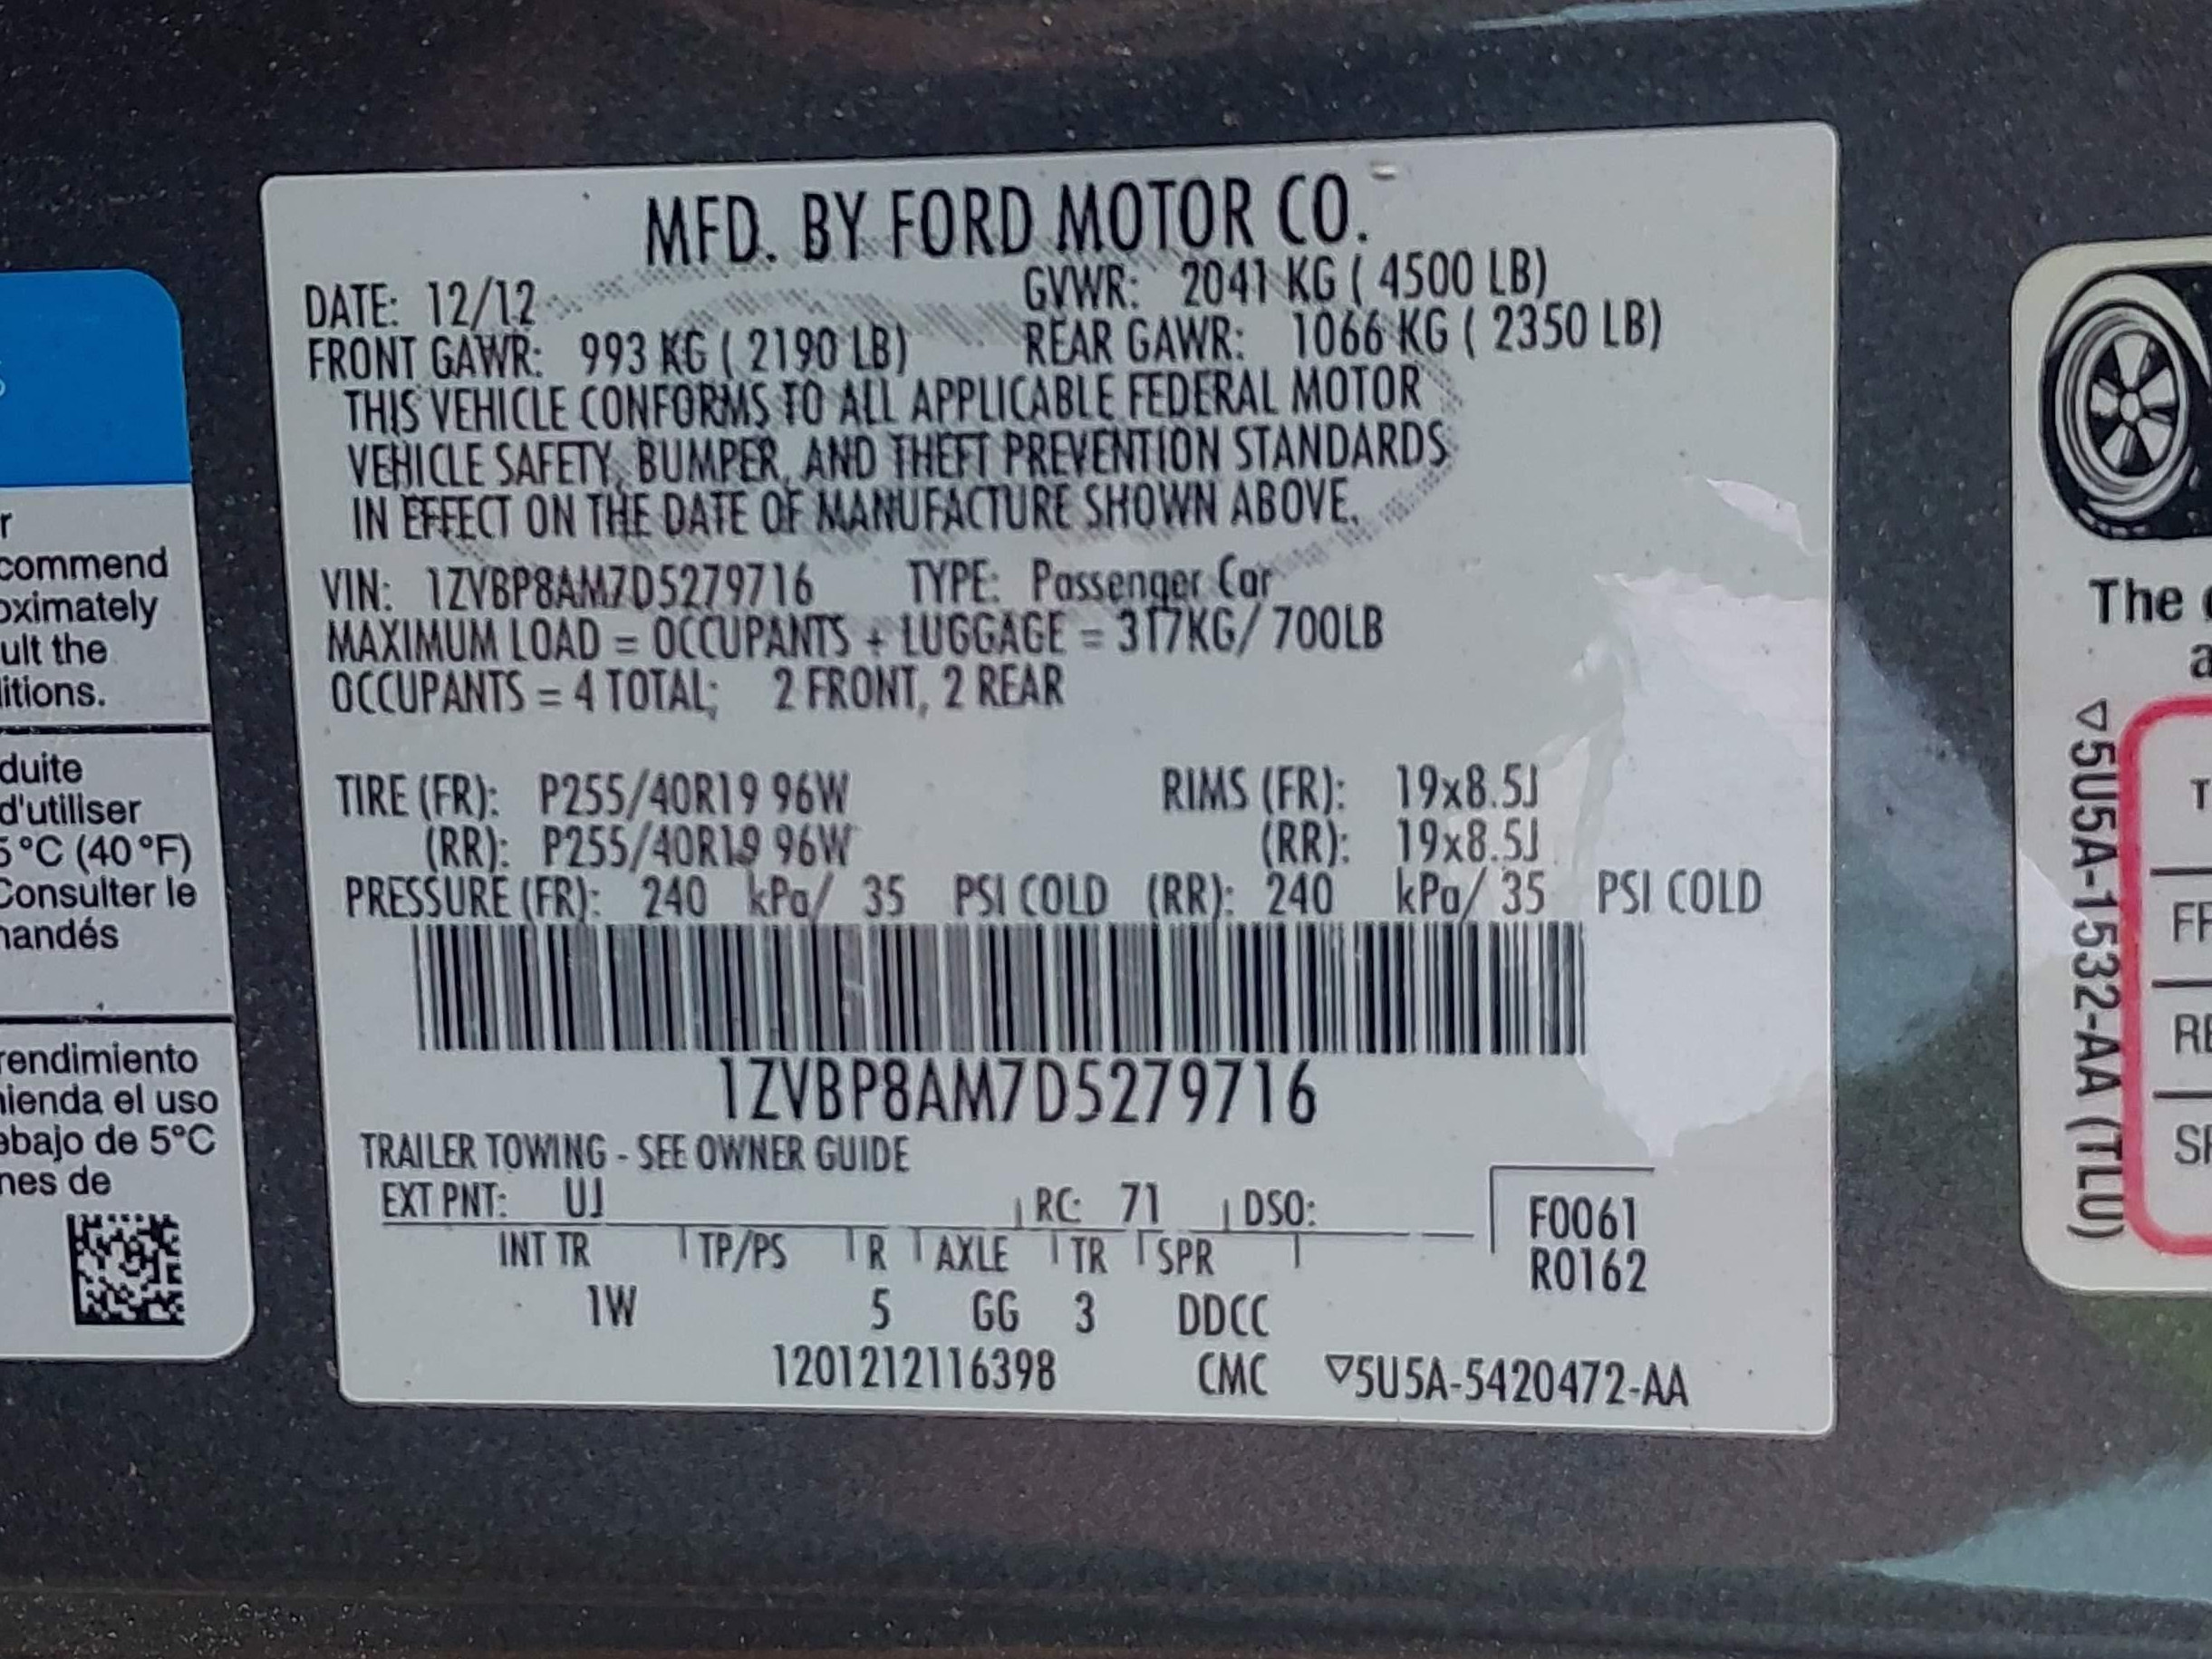 MFD. BY FORD MOTOR CO.
DATE: 12/12 GVWR: 2041 KG ( 4500 LB)
FRONT GAWR: 993 KG ( 2190 LB) REAR GAWR: 1066 KG ( 2350 LB)
THIS VEHICLE CONFORMS TO ALL APPLICABLE FEDERAL MOTOR
VEHICLE SAFETY, BUMPER, AND THEFT PREVENTION STANDARDS
IN EFFECT ON THE DATE OF MANUFACTURE SHOWN ABOVE.
VIN: 1ZVBP8AM7D5279716 TYPE: Passenger Car
MAXIMUM LOAD = OCCUPANTS + LUGGAGE = 317KG/ 700LB
OCCUPANTS = 4 TOTAL; 2 FRONT, 2 REAR
TIRE (FR): P255/40R19 96W RIMS (FR): 19x8.5J
(RR): P255/40R19 96W (RR): 19x8.5J
PRESSURE (FR): 240 kPa/ 35 PSI COLD (RR): 240 kPa/ 35 PSI COLD
1ZVBP8AM7D5279716
TRAILER TOWING - SEE OWNER GUIDE
EXT PNT: UJ RC: 71 DSO:
INT TR TP/PS R AXLE TR SPR
1W 5 GG 3 DDCC
F0061
R0162
1201212116398 CMC ▽5U5A-5420472-AA
r
commend
oximately
ult the
itions.
duite
d'utiliser
5°C (40°F)
Consulter le
mandés
rendimiento
mienda el uso
ebajo de 5°C
nes de
The
a
▽5U5A-1532-AA (TLU)
T
FR
RE
SP